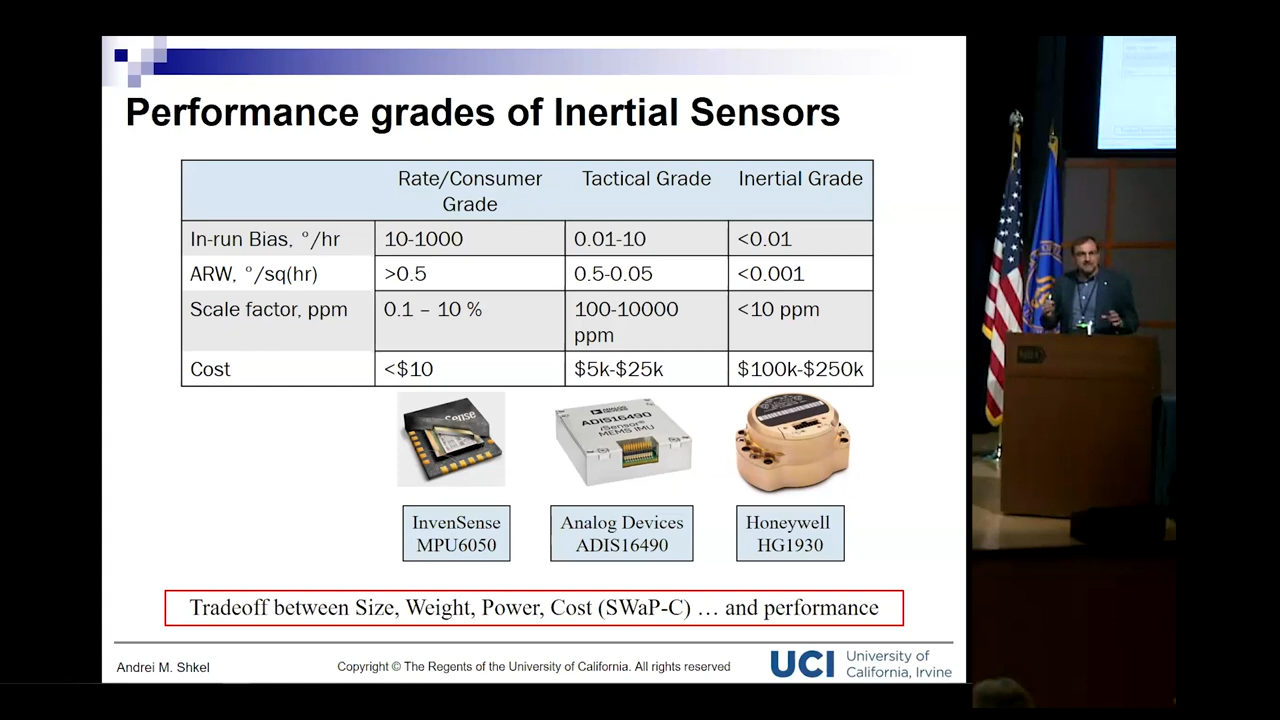 Performance grades of Inertial Sensors
Rate/Consumer Grade Tactical Grade Inertial Grade
In-run Bias, °/hr 10-1000 0.01-10 <0.01
ARW, °/sq(hr) >0.5 0.5-0.05 <0.001
Scale factor, ppm 0.1 – 10 % 100-10000 ppm <10 ppm
Cost <$10 $5k-$25k $100k-$250k
Sense
ADIS16490
iSensor®
MEMS IMU
InvenSense
MPU6050
Analog Devices
ADIS16490
Honeywell
HG1930
Tradeoff between Size, Weight, Power, Cost (SWaP-C) … and performance
Andrei M. Shkel
Copyright © The Regents of the University of California. All rights reserved
UCI University of
California, Irvine